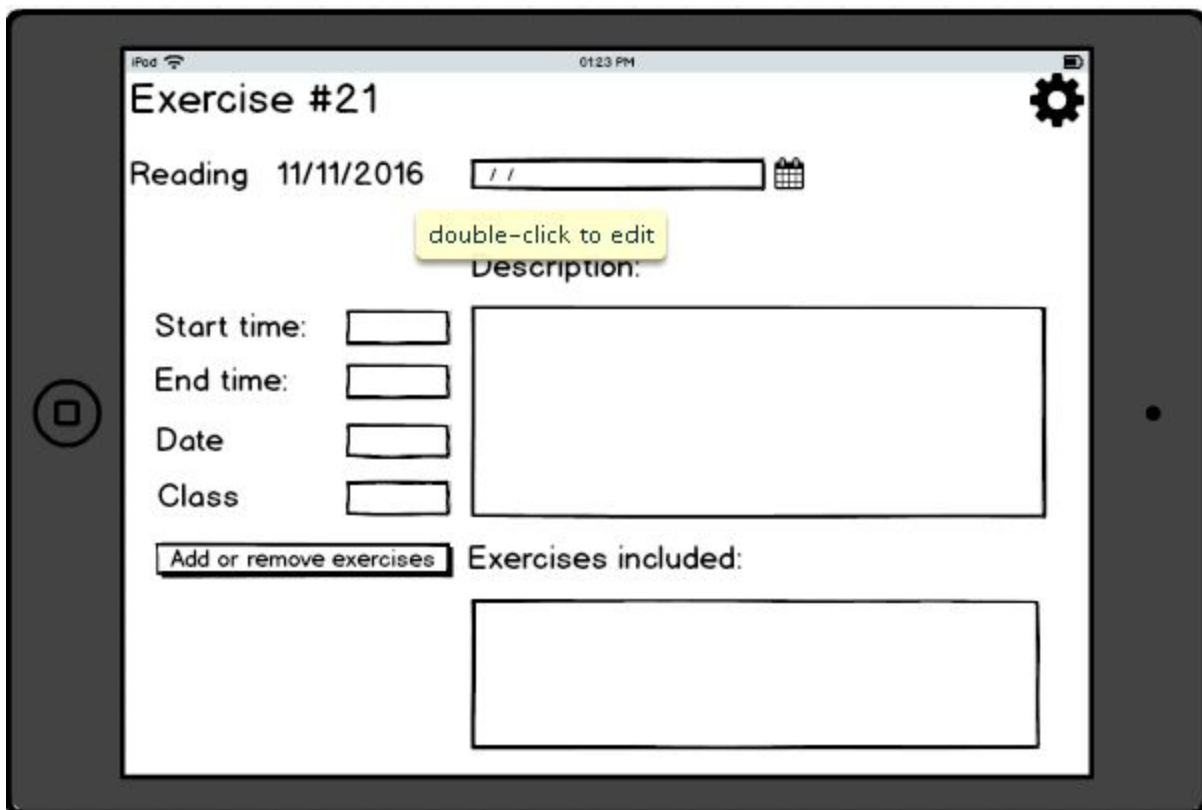 iPad 01:23 PM
Exercise #21
Reading 11/11/2016 / /
double-click to edit
Description:
Start time:
End time:
Date
Class
Add or remove exercises Exercises included: